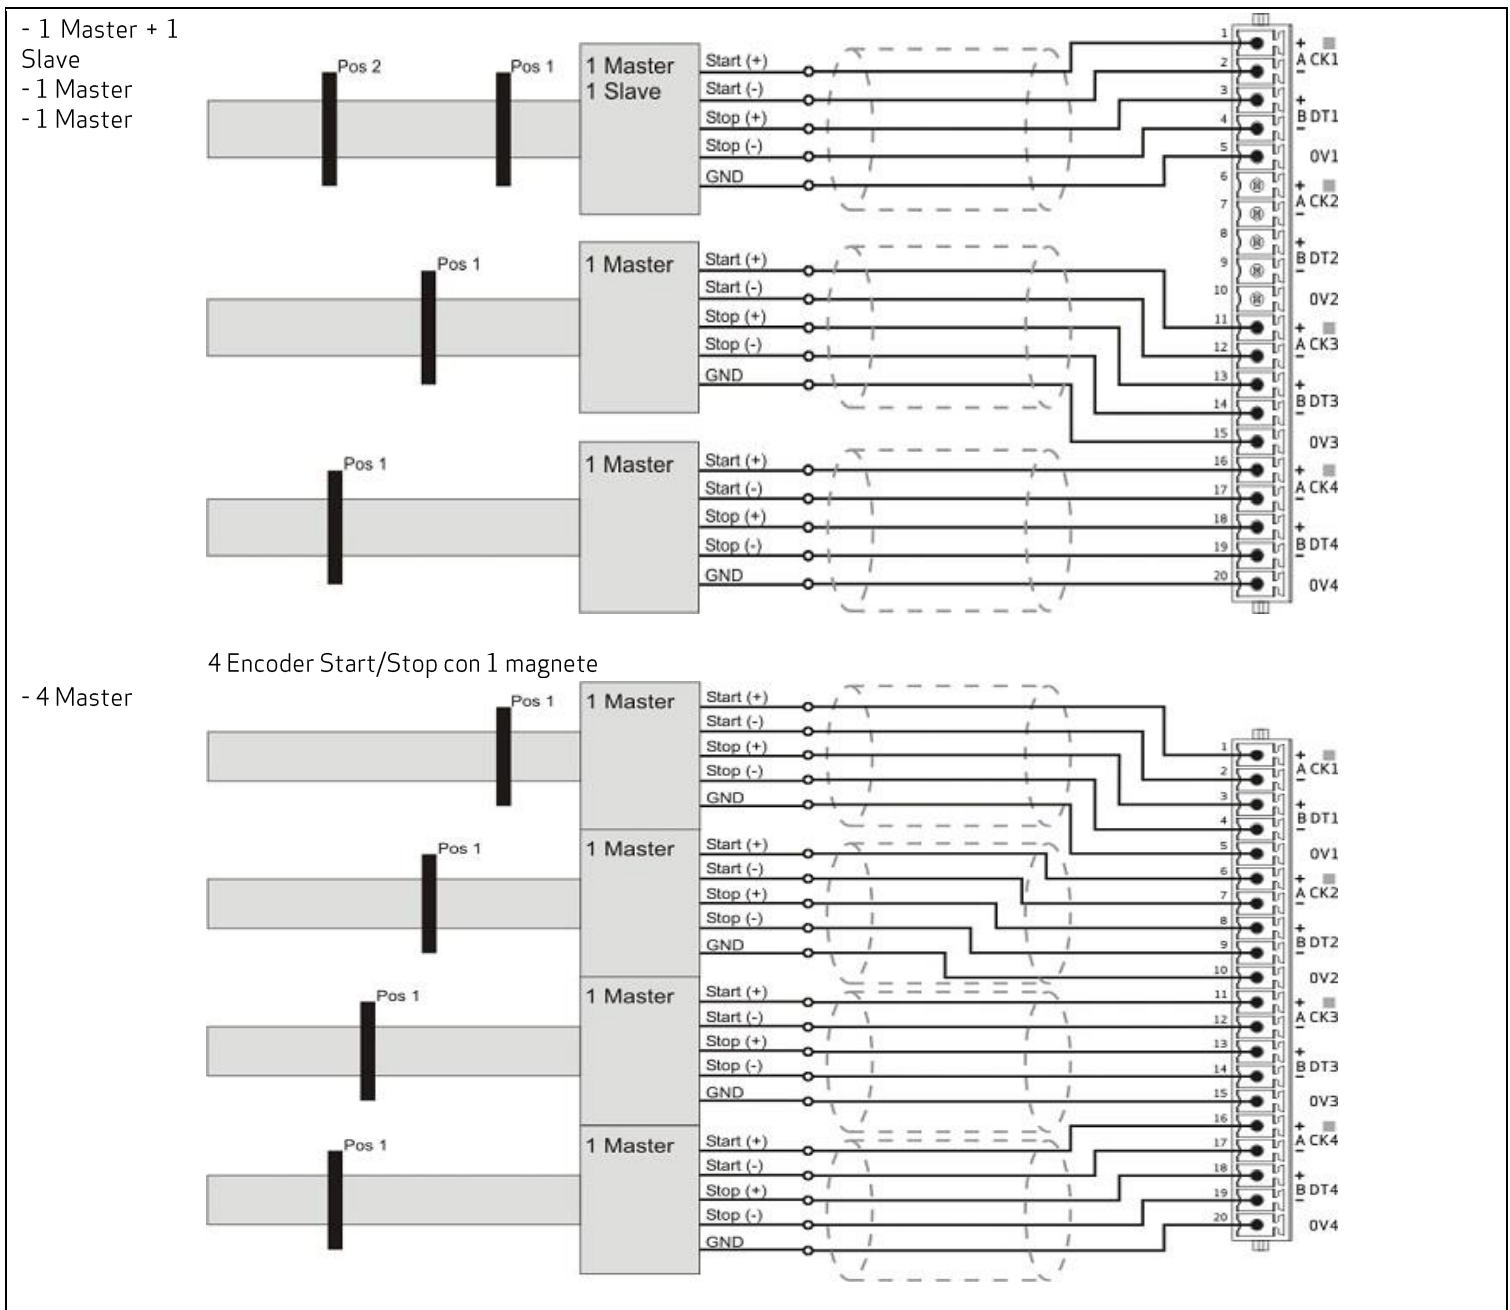 - 1 Master + 1
Slave
- 1 Master
- 1 Master
Pos 2
Pos 1
1 Master
1 Slave
Start (+)
Start (-)
Stop (+)
Stop (-)
GND
Pos 1
1 Master
Start (+)
Start (-)
Stop (+)
Stop (-)
GND
Pos 1
1 Master
Start (+)
Start (-)
Stop (+)
Stop (-)
GND
1
+
2
A CK1
-
3
+
4
B DT1
-
5
0V1
6
+
7
A CK2
-
8
+
9
B DT2
-
10
0V2
11
+
12
A CK3
-
13
+
14
B DT3
-
15
0V3
16
+
17
A CK4
-
18
+
19
B DT4
-
20
0V4
4 Encoder Start/Stop con 1 magnete
- 4 Master
Pos 1
1 Master
Start (+)
Start (-)
Stop (+)
Stop (-)
GND
Pos 1
1 Master
Start (+)
Start (-)
Stop (+)
Stop (-)
GND
Pos 1
1 Master
Start (+)
Start (-)
Stop (+)
Stop (-)
GND
Pos 1
1 Master
Start (+)
Start (-)
Stop (+)
Stop (-)
GND
1
+
2
A CK1
-
3
+
4
B DT1
-
5
0V1
6
+
7
A CK2
-
8
+
9
B DT2
-
10
0V2
11
+
12
A CK3
-
13
+
14
B DT3
-
15
0V3
16
+
17
A CK4
-
18
+
19
B DT4
-
20
0V4